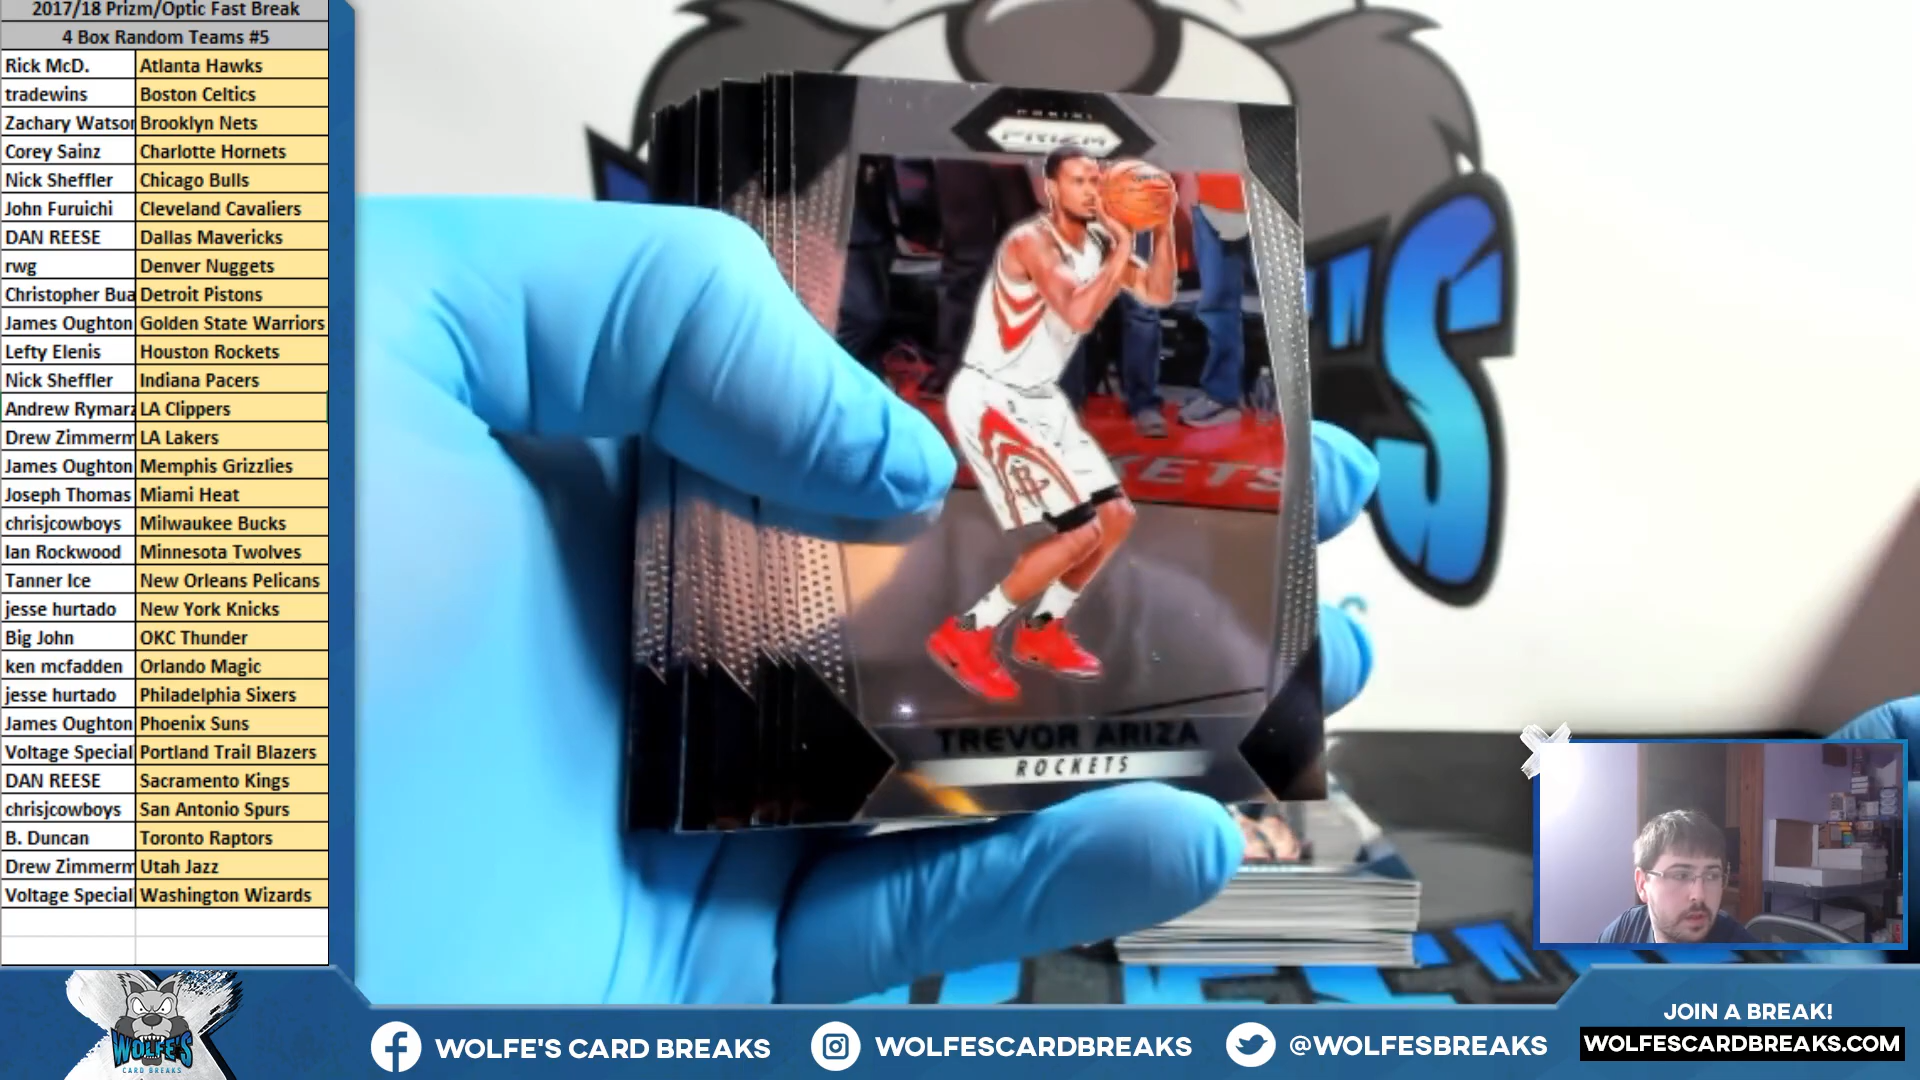 2017/18 Prizm/Optic Fast Break
4 Box Random Teams #5
Rick McD. Atlanta Hawks
tradewins Boston Celtics
Zachary Watson Brooklyn Nets
Corey Sainz Charlotte Hornets
Nick Sheffler Chicago Bulls
John Furuichi Cleveland Cavaliers
DAN REESE Dallas Mavericks
rwg Denver Nuggets
Christopher Bua Detroit Pistons
James Oughton Golden State Warriors
Lefty Elenis Houston Rockets
Nick Sheffler Indiana Pacers
Andrew Rymarz LA Clippers
Drew Zimmerm LA Lakers
James Oughton Memphis Grizzlies
Joseph Thomas Miami Heat
chrisjcowboys Milwaukee Bucks
Ian Rockwood Minnesota Twolves
Tanner Ice New Orleans Pelicans
jesse hurtado New York Knicks
Big John OKC Thunder
ken mcfadden Orlando Magic
jesse hurtado Philadelphia Sixers
James Oughton Phoenix Suns
Voltage Special Portland Trail Blazers
DAN REESE Sacramento Kings
chrisjcowboys San Antonio Spurs
B. Duncan Toronto Raptors
Drew Zimmerm Utah Jazz
Voltage Special Washington Wizards
PANINI
PRIZM
KETS
TREVOR ARIZA
ROCKETS
WOLFE'S
CARD BREAKS
WOLFE'S CARD BREAKS
WOLFESCARDBREAKS
@WOLFESBREAKS
JOIN A BREAK!
WOLFESCARDBREAKS.COM